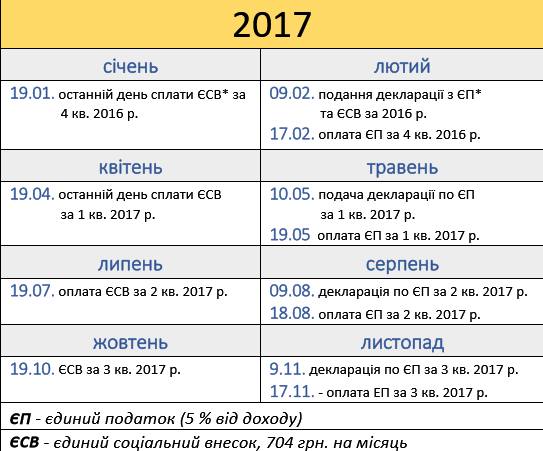 2017
січень
лютий
19.01. останній день сплати ЄСВ* за
4 кв. 2016 р.
09.02. подання декларації з ЄП*
та ЄСВ за 2016 р.
17.02. оплата ЄП за 4 кв. 2016 р.
квітень
травень
19.04. останній день сплати ЄСВ
за 1 кв. 2017 р.
10.05. подача декларації по ЄП
за 1 кв. 2017 р.
19.05 оплата ЄП за 1 кв. 2017 р.
липень
серпень
19.07. оплата ЄСВ за 2 кв. 2017 р.
09.08. декларація по ЄП за 2 кв. 2017 р.
18.08. оплата ЄП за 2 кв. 2017 р.
жовтень
листопад
19.10. ЄСВ за 3 кв. 2017 р.
9.11. декларація по ЄП за 3 кв. 2017 р.
17.11. - оплата ЕП за 3 кв. 2017 р.
ЄП - єдиний податок (5 % від доходу)
ЄСВ - єдиний соціальний внесок, 704 грн. на місяць